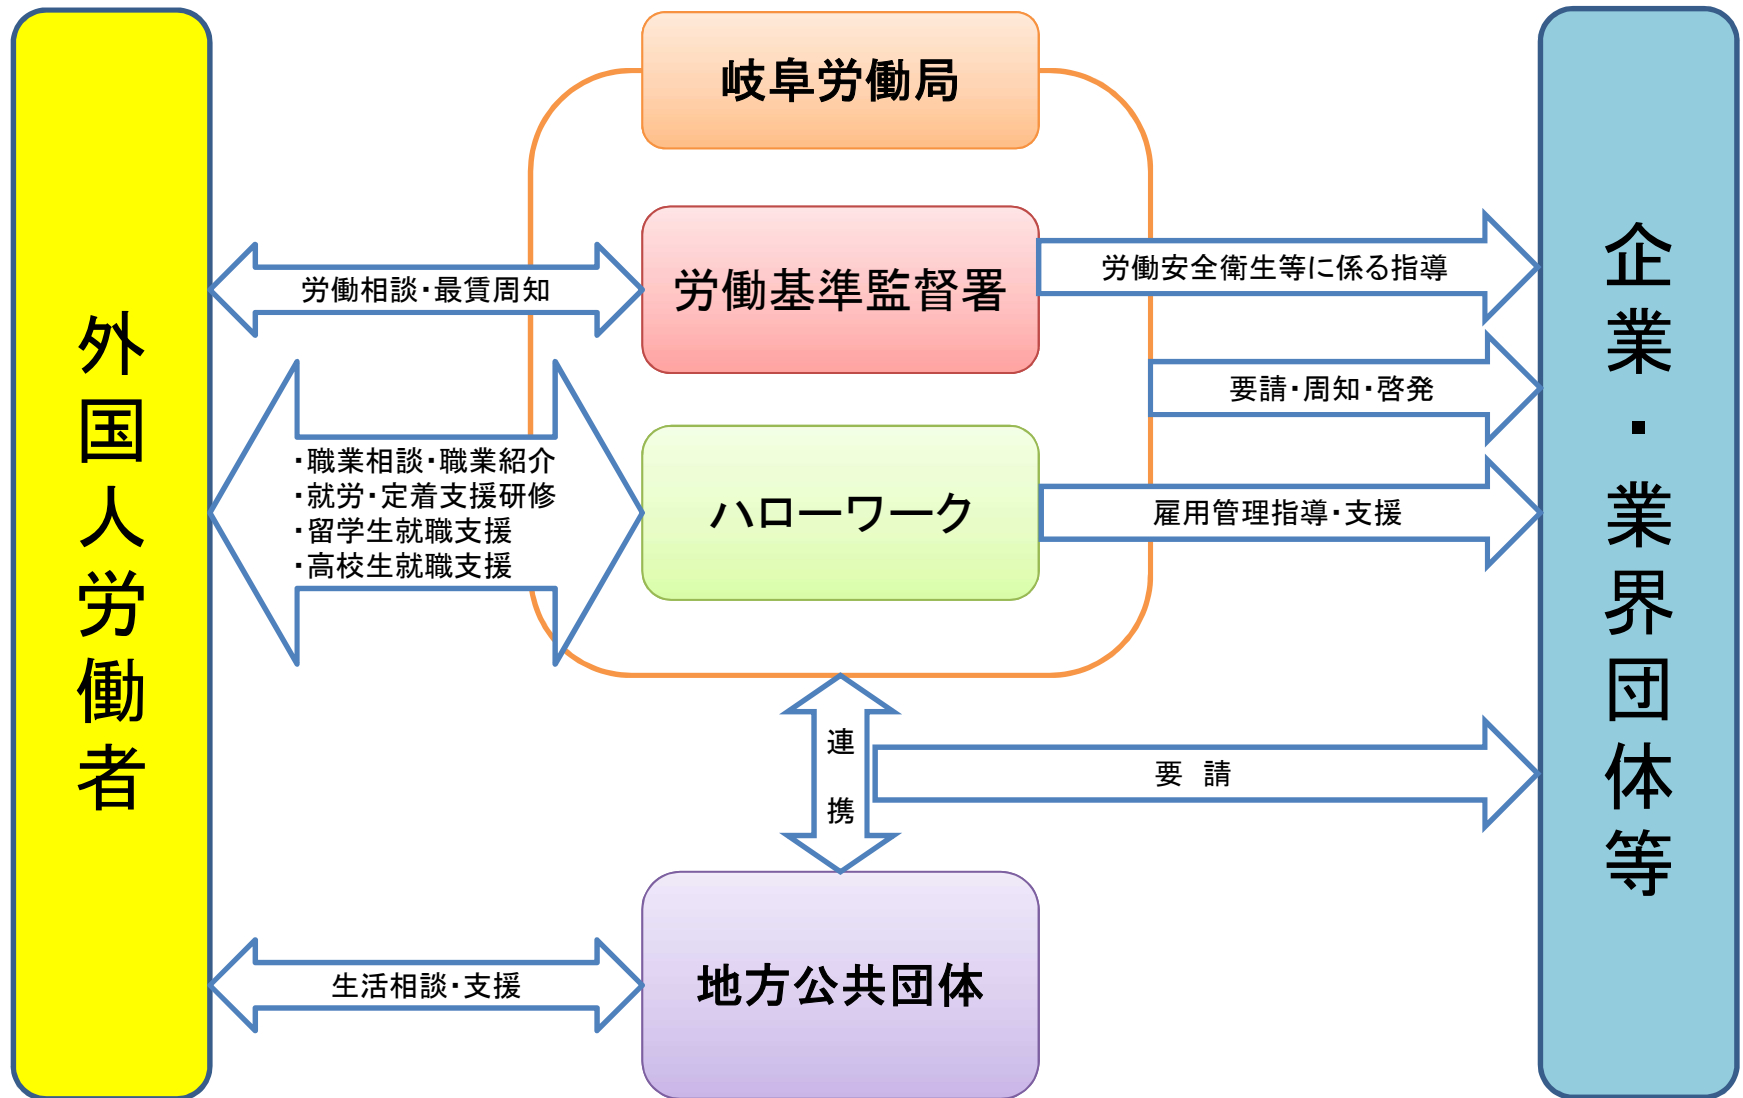 岐阜労働局
外国人労働者
企業・業界団体等
労働相談・最賃周知
労働基準監督署
労働安全衛生等に係る指導
要請・周知・啓発
・職業相談・職業紹介
・就労・定着支援研修
・留学生就職支援
・高校生就職支援
ハローワーク
雇用管理指導・支援
連携
要　請
生活相談・支援
地方公共団体